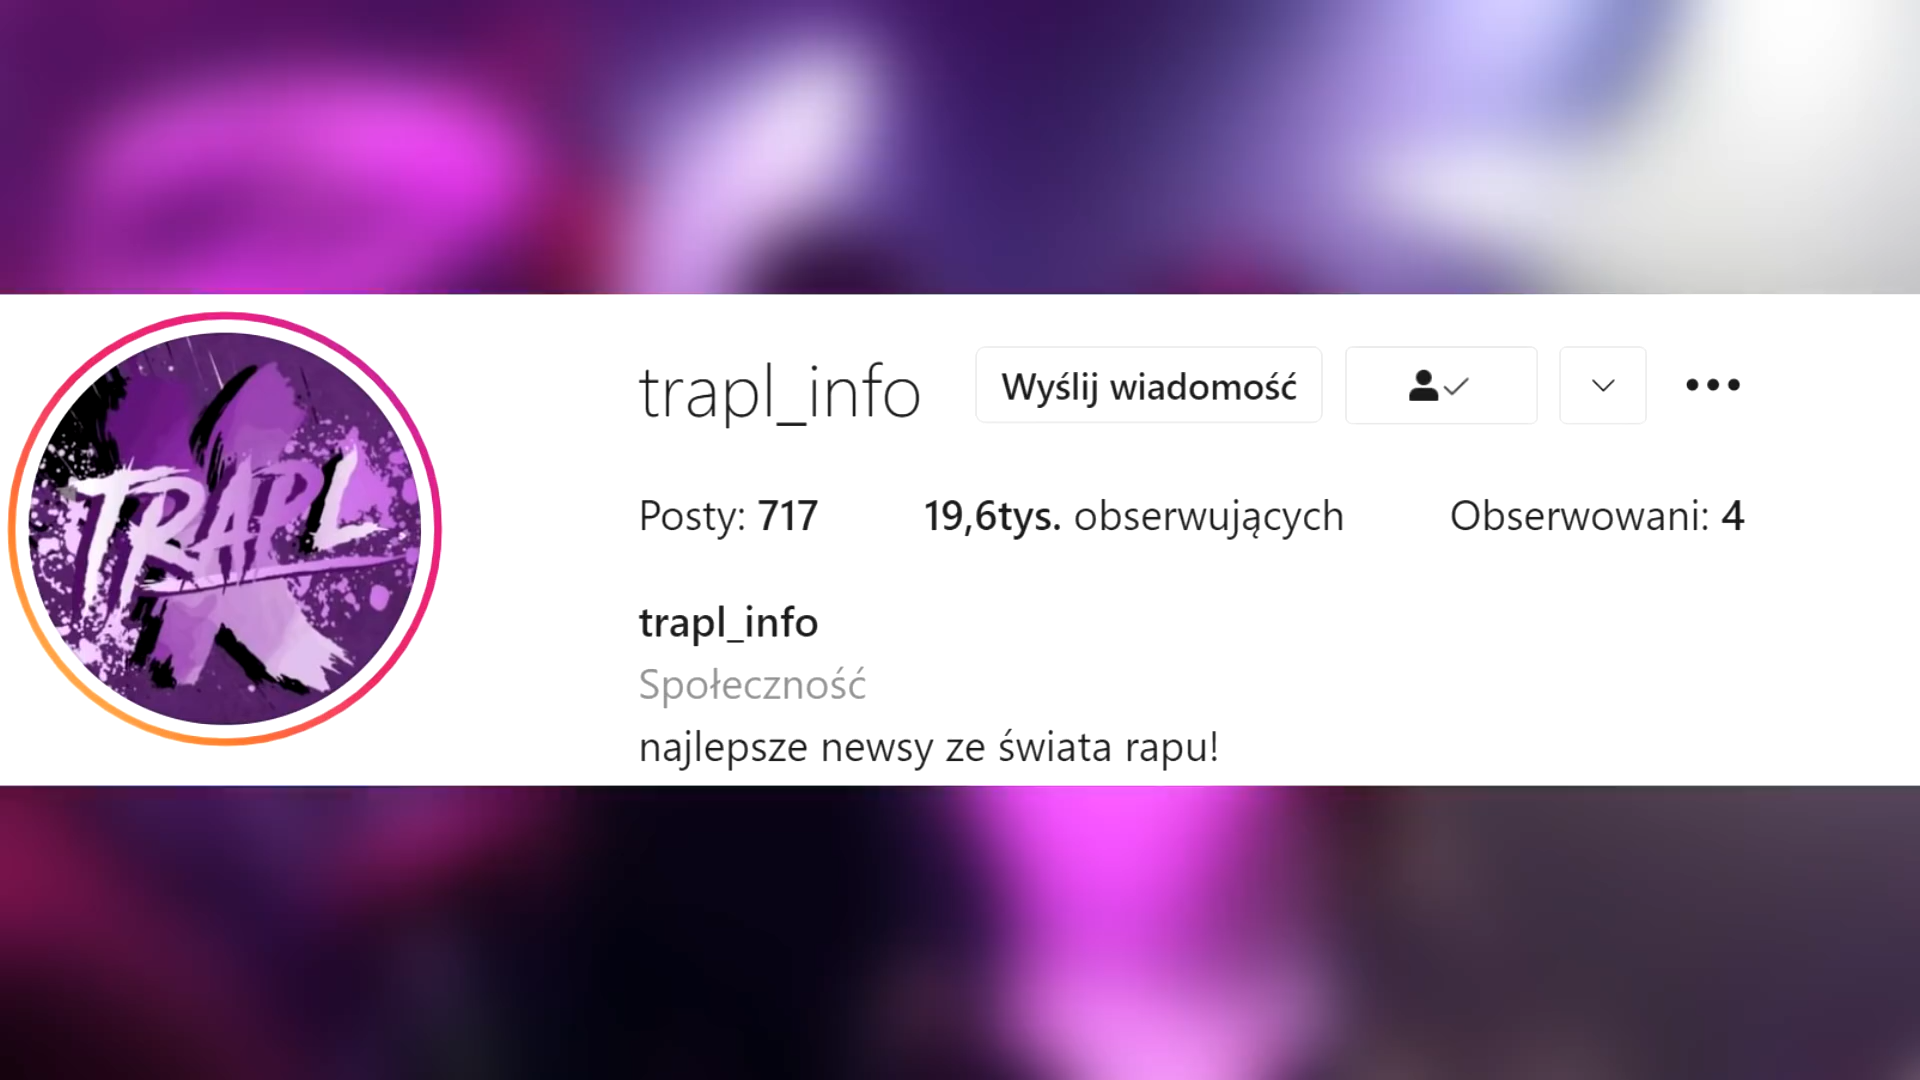 TRAPL
trapl_info Wyślij wiadomość
Posty: 717 19,6tys. obserwujących Obserwowani: 4
trapl_info
Społeczność
najlepsze newsy ze świata rapu!